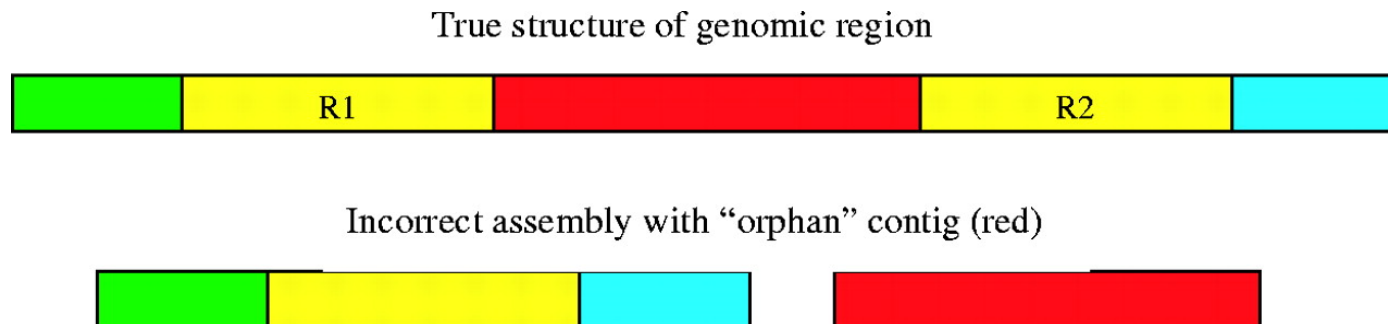 True structure of genomic region
R1 R2
Incorrect assembly with “orphan” contig (red)